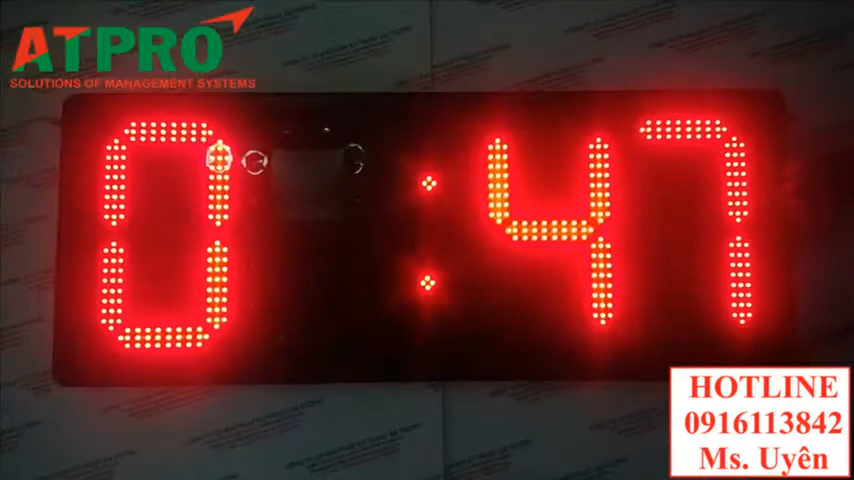 ATPRO
SOLUTIONS OF MANAGEMENT SYSTEMS
0 : 47
HOTLINE
0916113842
Ms. Uyên